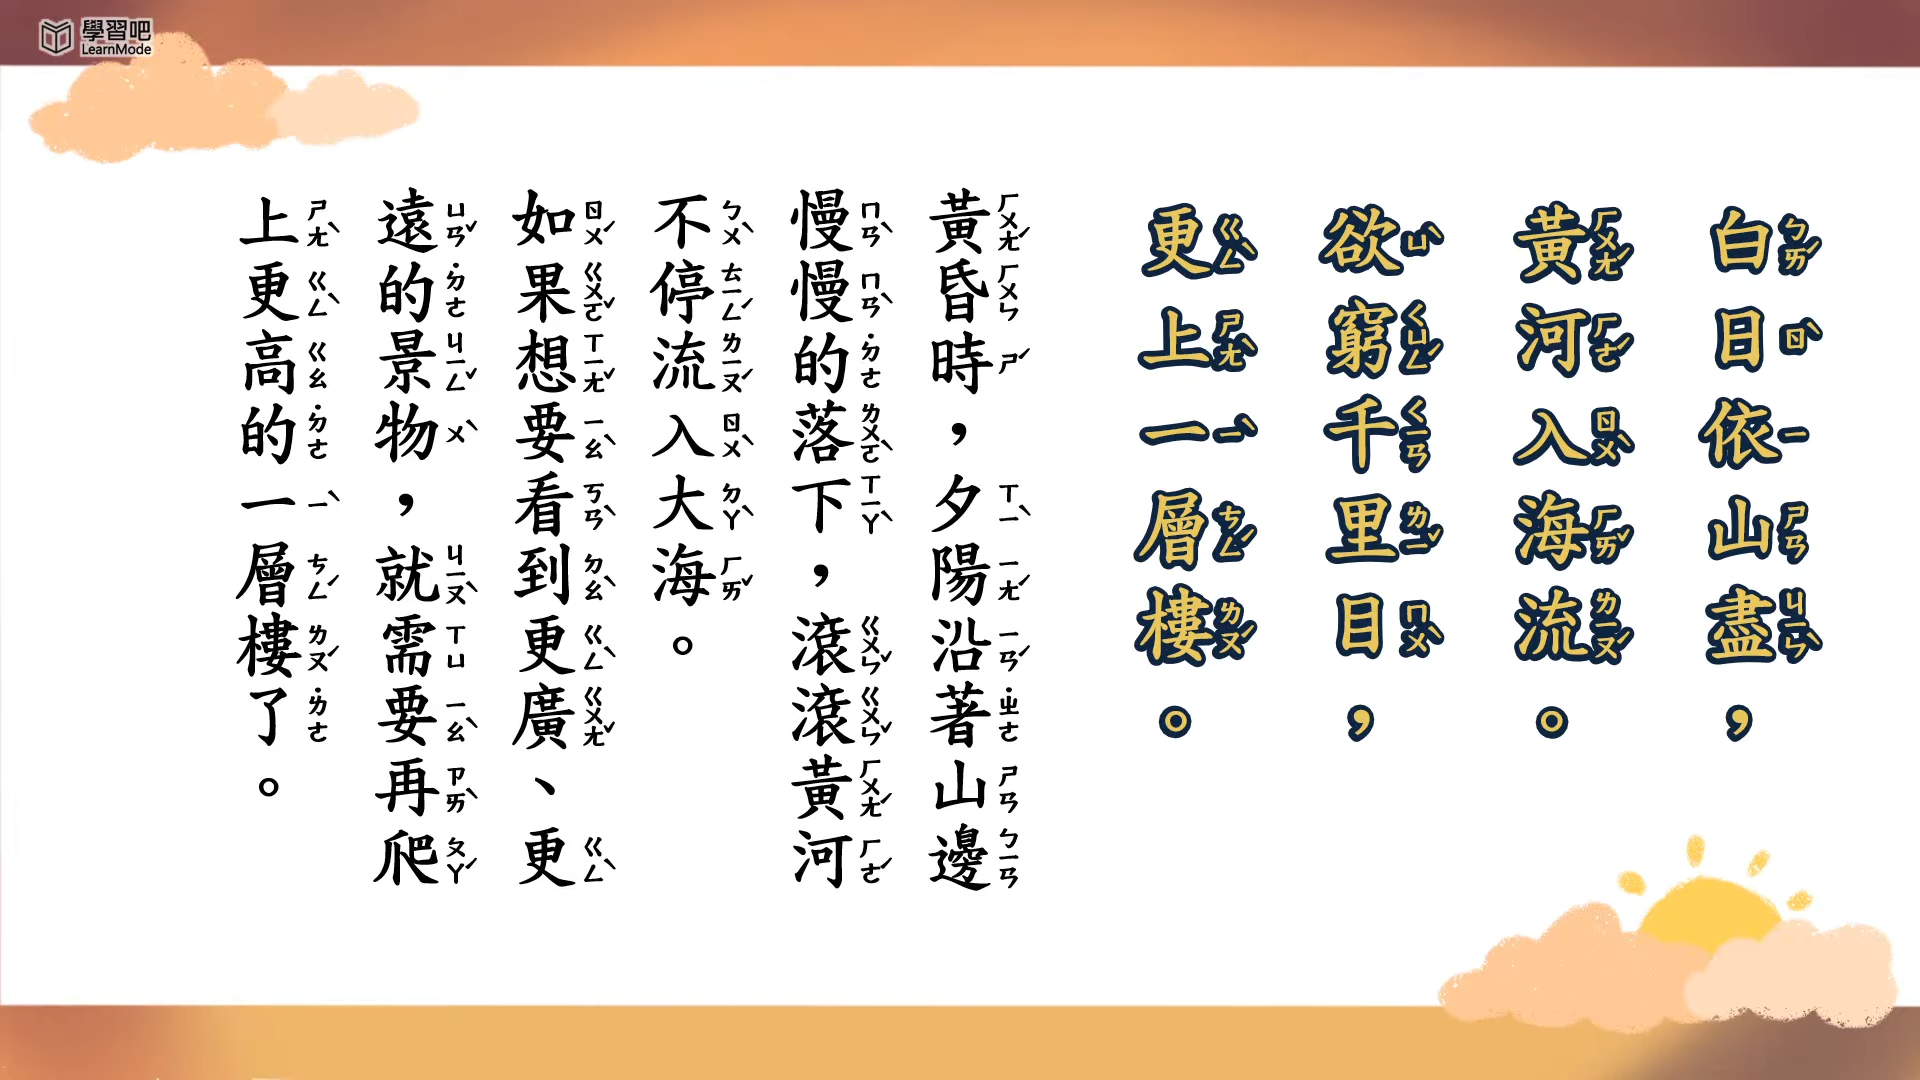 學習吧
LearnMode
白日依山盡，
黃河入海流。
欲窮千里目，
更上一層樓。
黃昏時，夕陽沿著山邊
慢慢的落下，滾滾黃河
不停流入大海。
如果想要看到更廣、更
遠的景物，就需要再爬
上更高的一層樓了。